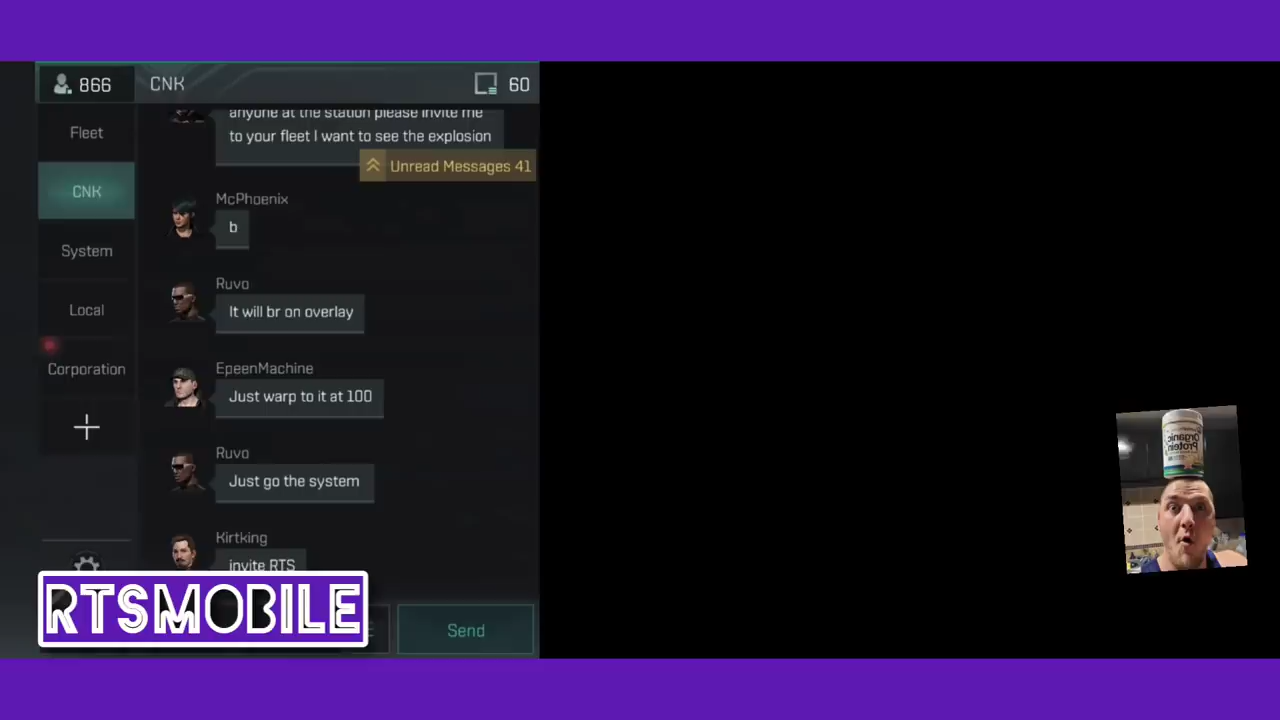 866
CNK
60
Fleet
CNK
System
Local
Corporation
anyone at the station please invite me
to your fleet I want to see the explosion
Unread Messages 41
McPhoenix
b
Ruvo
It will br on overlay
EpeenMachine
Just warp to it at 100
Ruvo
Just go the system
Kirtking
invite RTS
RTSMOBILE
Send
Organic
Protein